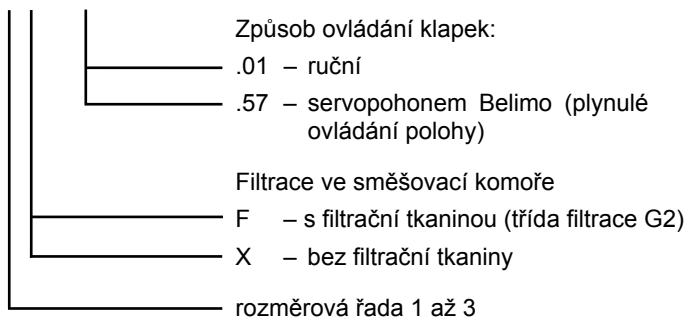 Způsob ovládání klapek:
.01 – ruční
.57 – servopohonem Belimo (plynulé
ovládání polohy)
Filtrace ve směšovací komoře
F – s filtrační tkaninou (třída filtrace G2)
X – bez filtrační tkaniny
rozměrová řada 1 až 3